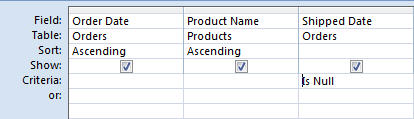 Field: Order Date Product Name Shipped Date
Table: Orders Products Orders
Sort: Ascending Ascending
Show:
Criteria: Is Null
or: